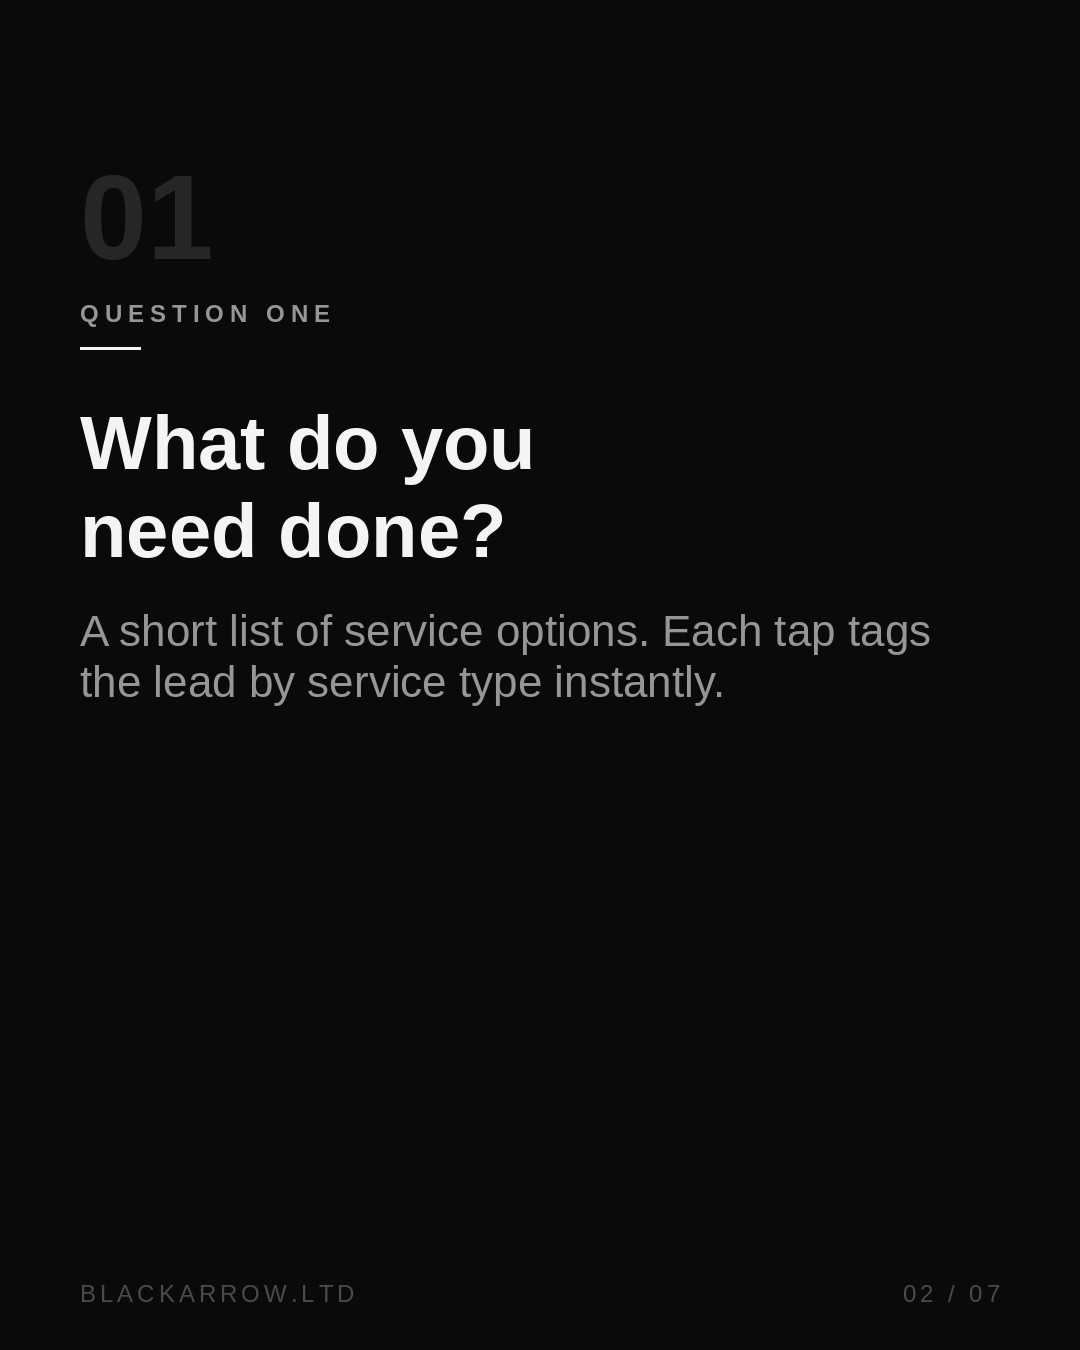 01
QUESTION ONE
What do you
need done?
A short list of service options. Each tap tags
the lead by service type instantly.
BLACKARROW.LTD
02 / 07